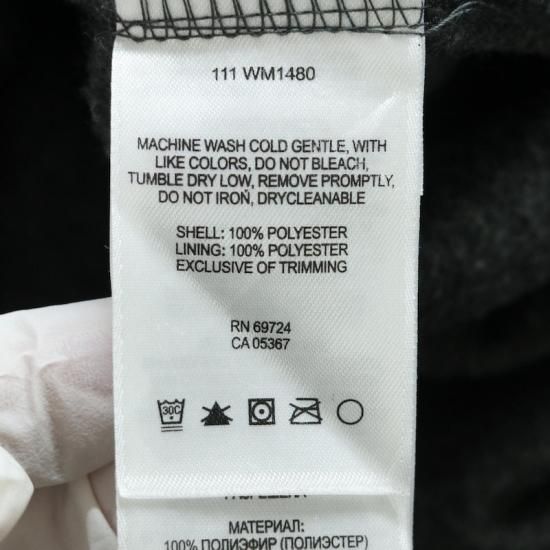 111 WM1480
MACHINE WASH COLD GENTLE, WITH
LIKE COLORS, DO NOT BLEACH,
TUMBLE DRY LOW, REMOVE PROMPTLY,
DO NOT IRON, DRYCLEANABLE
SHELL: 100% POLYESTER
LINING: 100% POLYESTER
EXCLUSIVE OF TRIMMING
RN 69724
CA 05367
30C
МАТЕРИАЛ:
100% ПОЛИЭФИР (ПОЛИЭСТЕР)